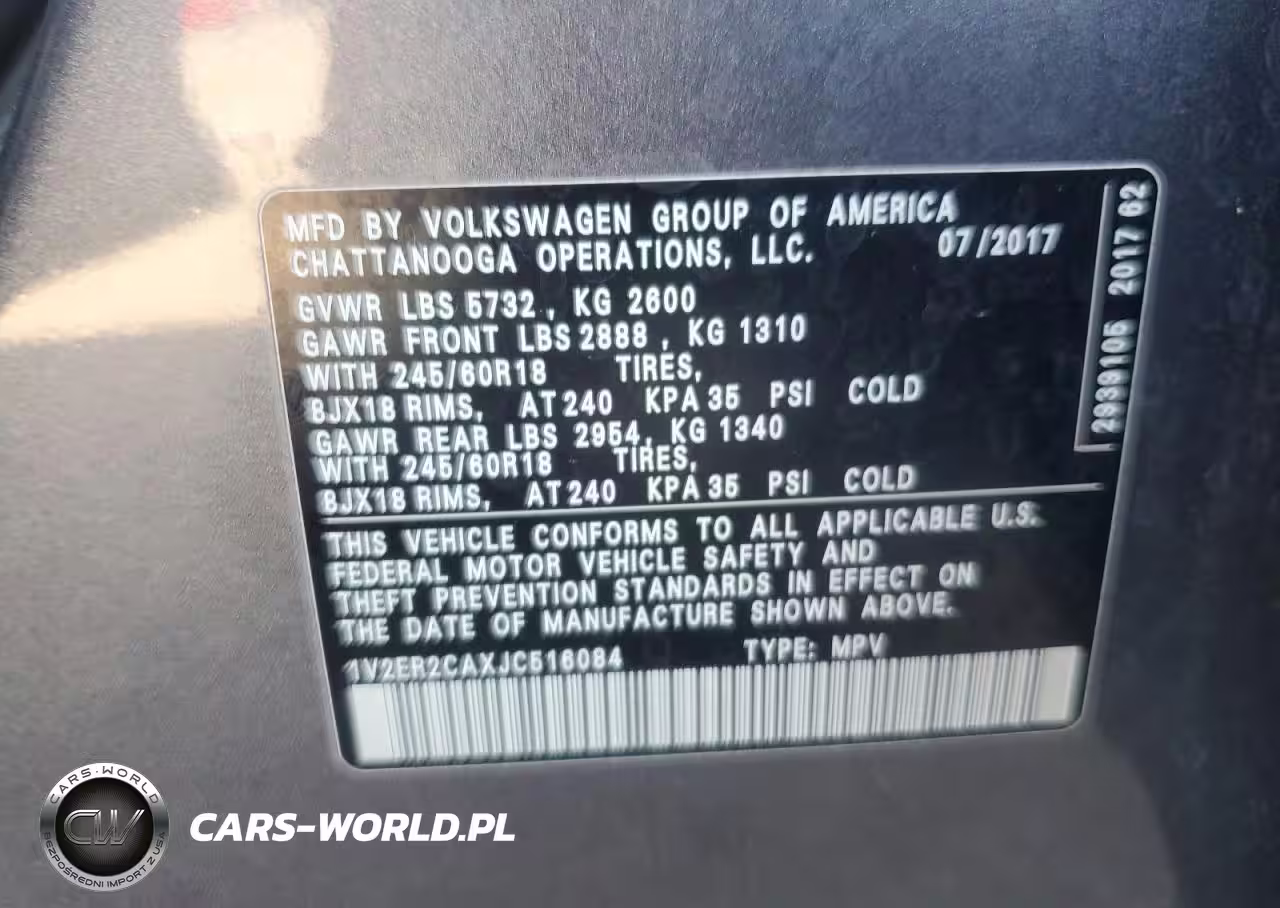 MFD BY VOLKSWAGEN GROUP OF AMERICA
CHATTANOOGA OPERATIONS, LLC.
07/2017
GVWR LBS 5732, KG 2600
GAWR FRONT LBS 2888, KG 1310
WITH 245/60R18 TIRES,
8JX18 RIMS, AT 240 KPA 35 PSI COLD
GAWR REAR LBS 2954, KG 1340
WITH 245/60R18 TIRES,
8JX18 RIMS, AT 240 KPA 35 PSI COLD
THIS VEHICLE CONFORMS TO ALL APPLICABLE U.S.
FEDERAL MOTOR VEHICLE SAFETY AND
THEFT PREVENTION STANDARDS IN EFFECT ON
THE DATE OF MANUFACTURE SHOWN ABOVE.
1V2ER2CAXJC516084 TYPE: MPV
2939105 2017 62
CARS-WORLD
CW
BEZPOŚREDNI IMPORT Z USA
CARS-WORLD.PL